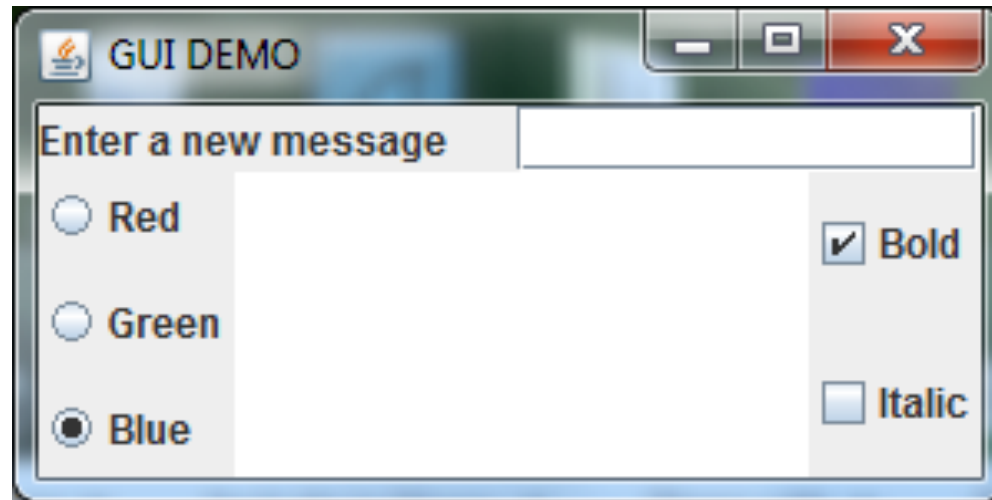 GUI DEMO
Enter a new message
Red
Bold
Green
Italic
Blue